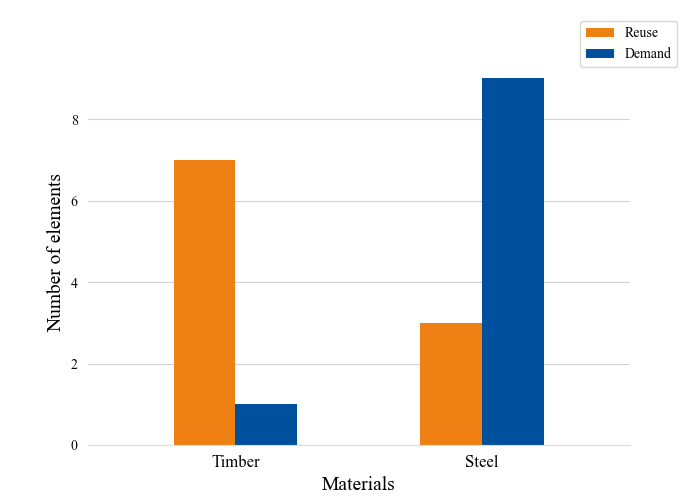 Reuse
Demand
8
6
4
2
0
Number of elements
Timber
Steel
Materials